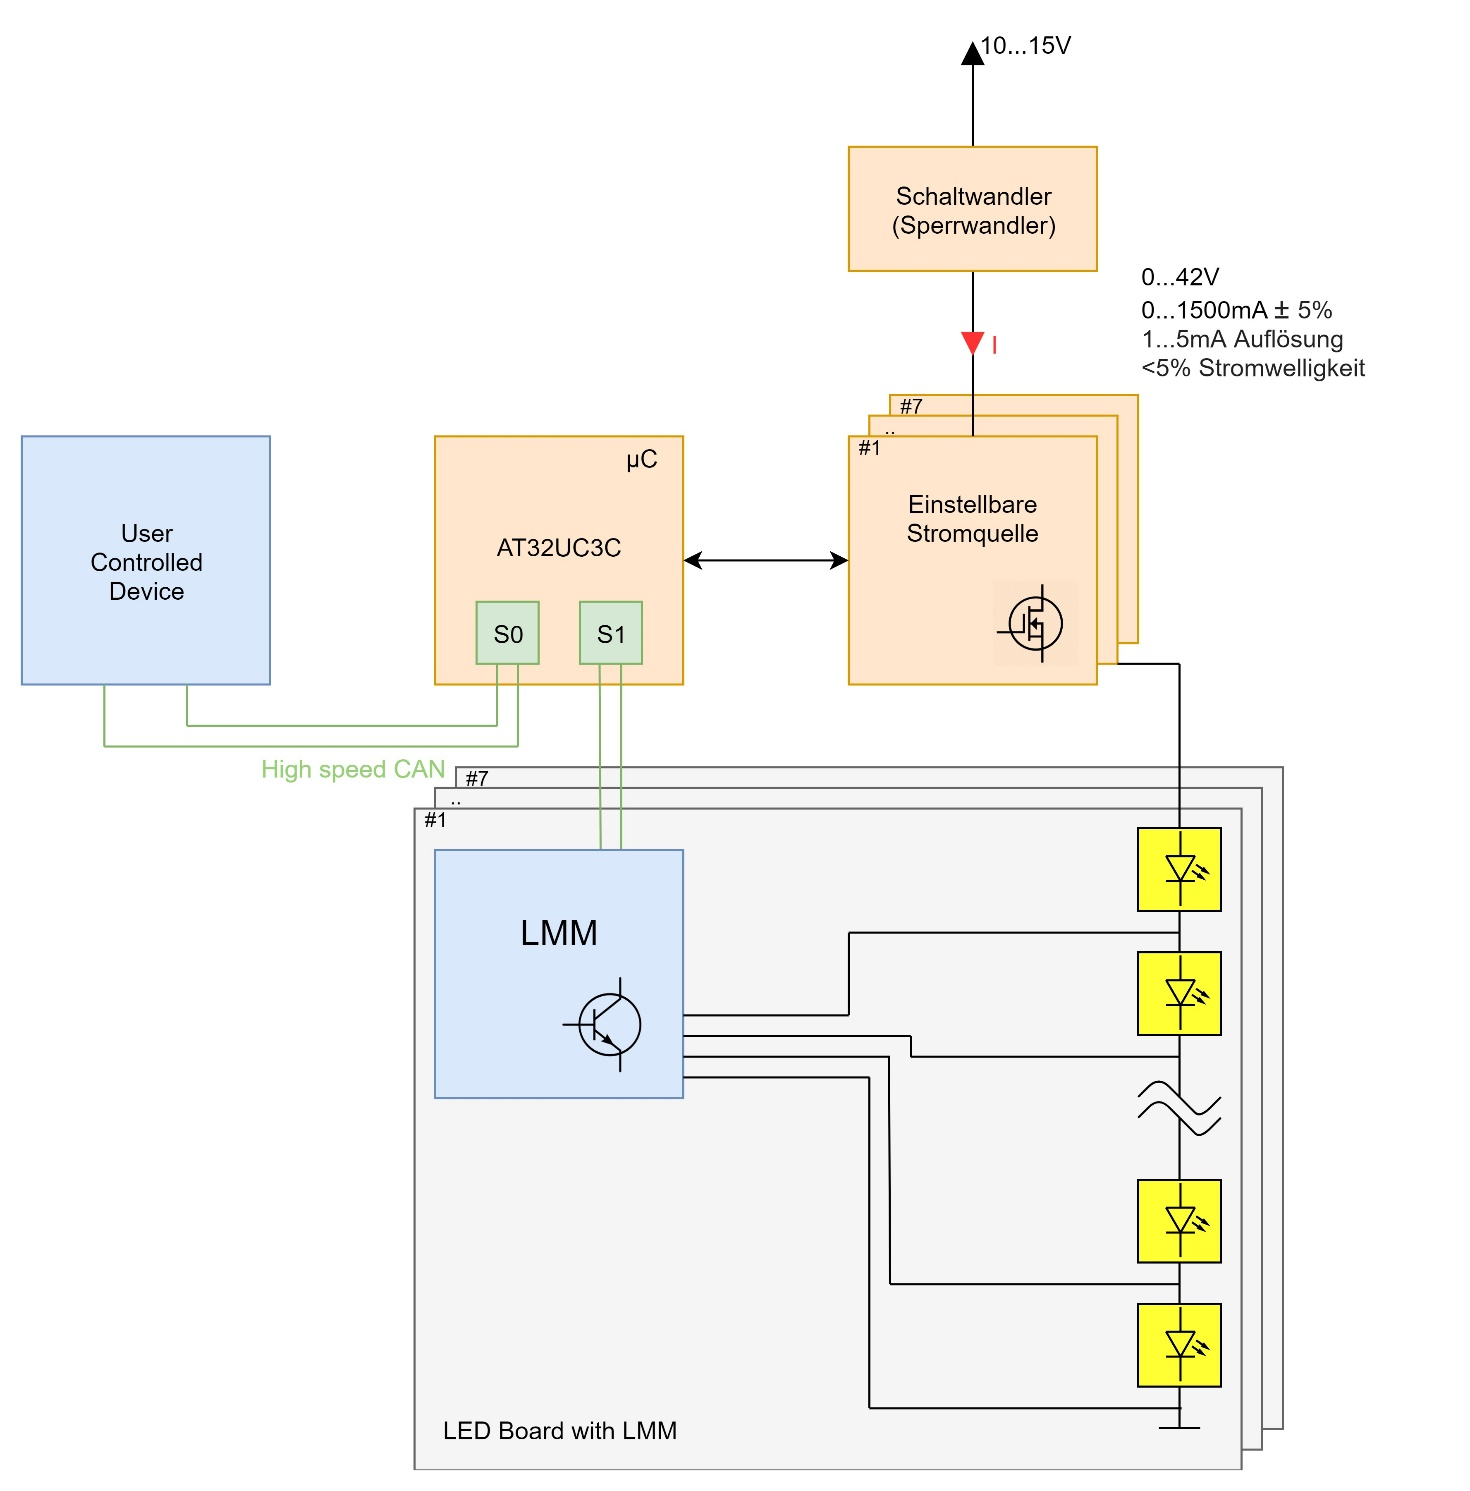 10...15V
Schaltwandler
(Sperrwandler)
0...42V
0...1500mA ± 5%
1...5mA Auflösung
<5% Stromwelligkeit
I
#7
..
#1
Einstellbare
Stromquelle
µC
AT32UC3C
S0
S1
User
Controlled
Device
High speed CAN
#7
..
#1
LMM
LED Board with LMM